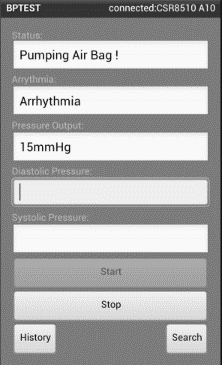 BPTEST connected:CSR8510 A10
Status:
Pumping Air Bag !
Arrythmia:
Arrhythmia
Pressure Output:
15mmHg
Diastolic Pressure:
Systolic Pressure:
Start
Stop
History Search